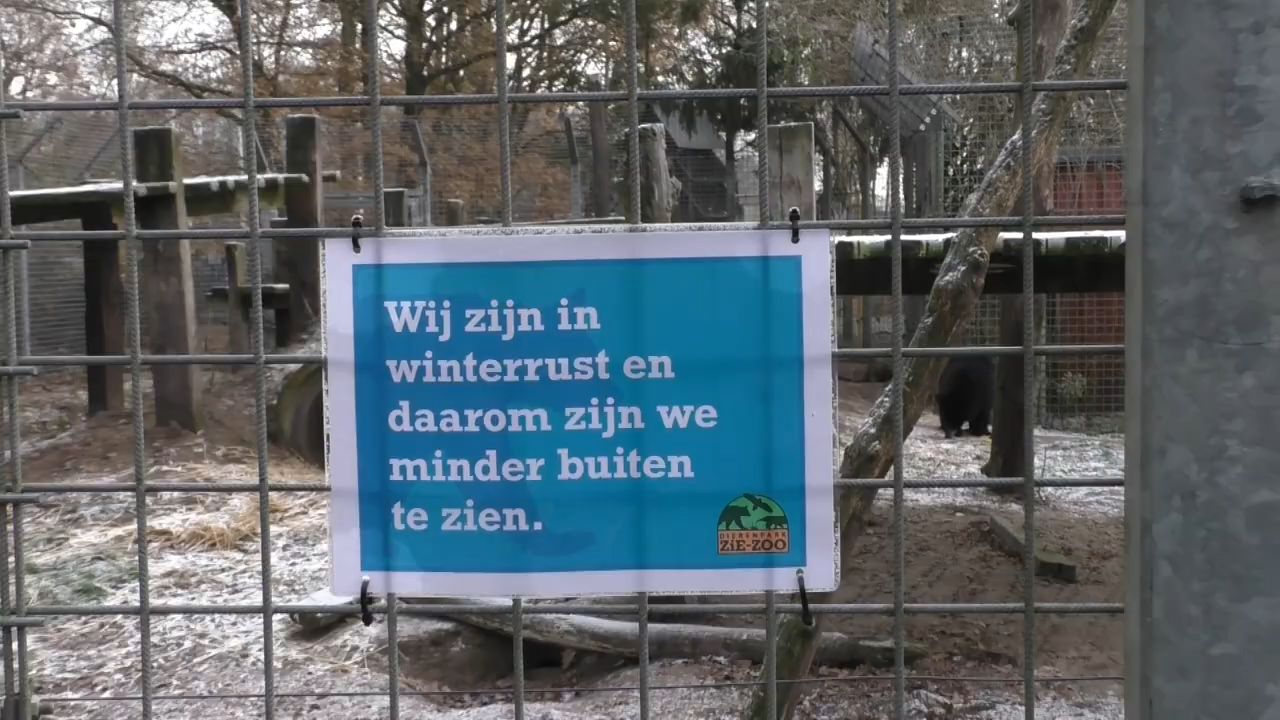 Wij zijn in
winterrust en
daarom zijn we
minder buiten
te zien.
DIERENPARK
ZiE-ZOO